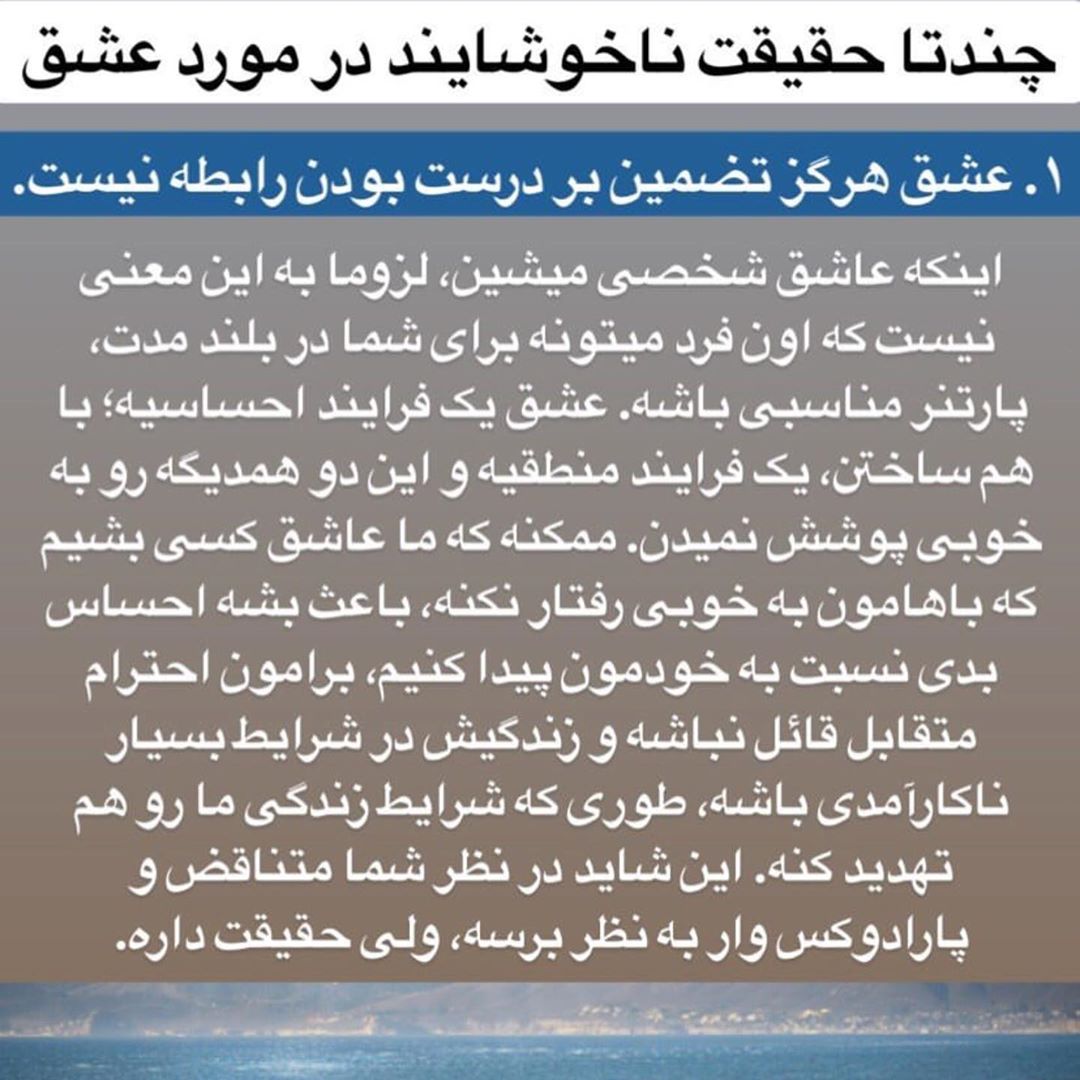 چندتا حقیقت ناخوشایند در مورد عشق
۱. عشق هرگز تضمین بر درست بودن رابطه نیست.
اینکه عاشق شخصی میشین، لزوما به این معنی
نیست که اون فرد میتونه برای شما در بلند مدت،
پارتنر مناسبی باشه. عشق یک فرایند احساسیه؛ با
هم ساختن، یک فرایند منطقیه و این دو همدیگه رو به
خوبی پوشش نمیدن. ممکنه که ما عاشق کسی بشیم
که باهامون به خوبی رفتار نکنه، باعث بشه احساس
بدی نسبت به خودمون پیدا کنیم، برامون احترام
متقابل قائل نباشه و زندگیش در شرایط بسیار
ناکارآمدی باشه، طوری که شرایط زندگی ما رو هم
تهدید کنه. این شاید در نظر شما متناقض و
پارادوکس وار به نظر برسه، ولی حقیقت داره.